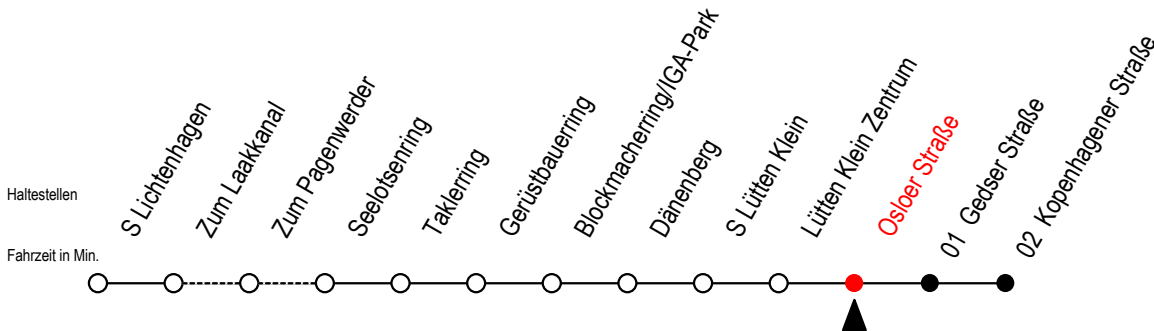 Haltestellen
Fahrzeit in Min.
S Lichtenhagen
Zum Laakkanal
Zum Pagenwerder
Seelotsenring
Taklerring
Gerüstbauerring
Blockmacherring/IGA-Park
Dänenberg
S Lütten Klein
Lütten Klein Zentrum
Osloer Straße
01 Gedser Straße
02 Kopenhagener Straße